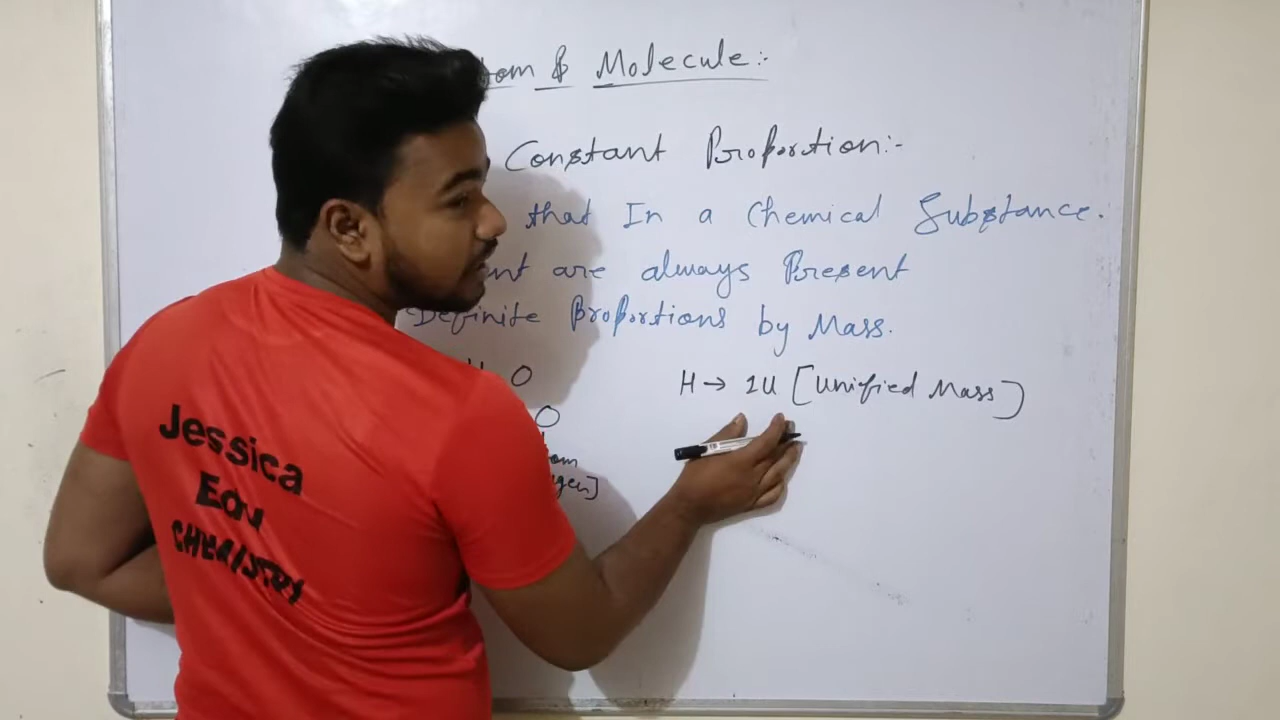 & Molecule:-
Constant Proportion:-
that In a Chemical Substance.
are always Present
Definite Proportions by Mass.
O
H → 1U [Unified Mass]
O
Jessica
Edu
CHEMISTRY